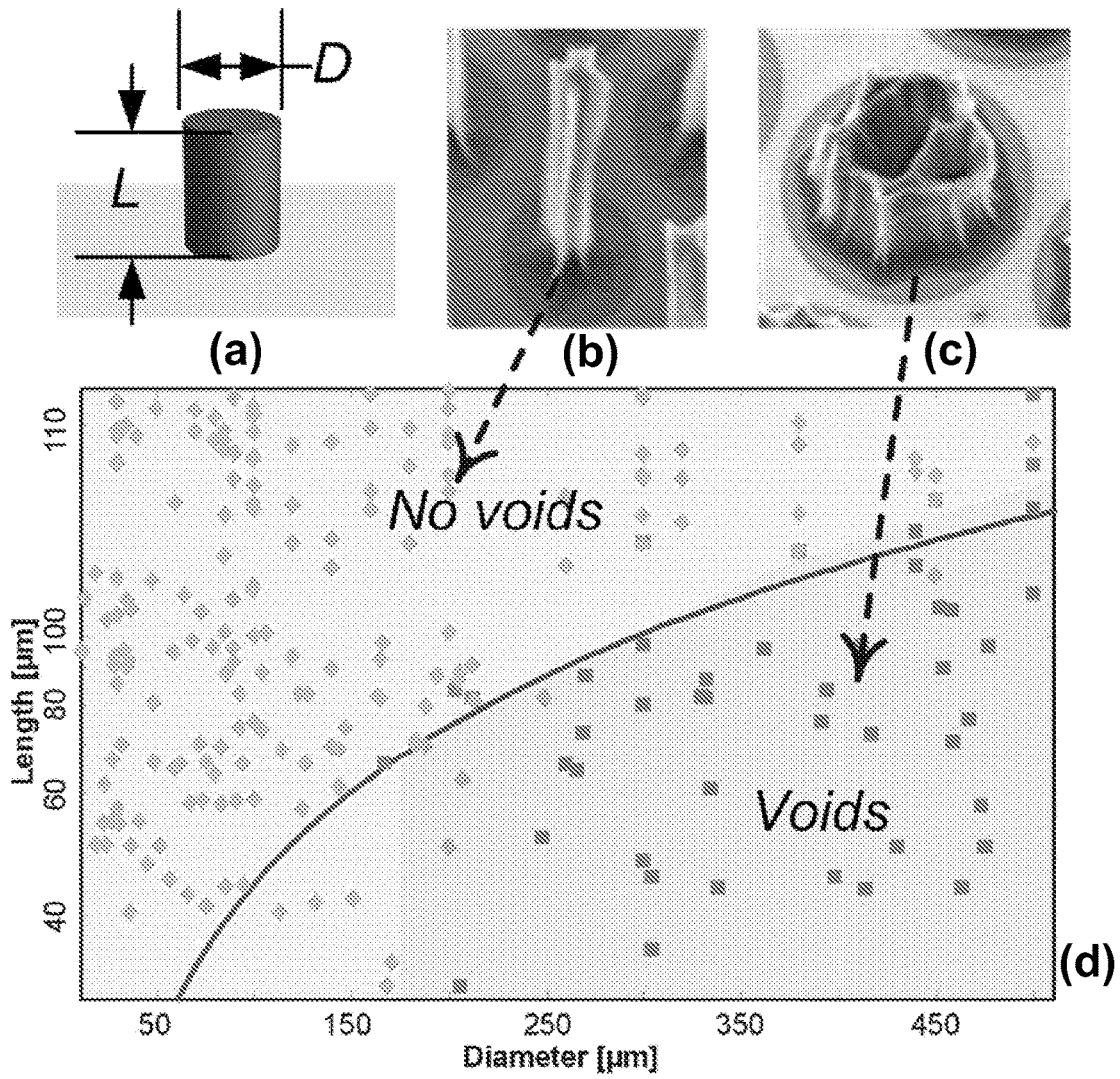 D
L
(a)
(b)
(c)
110
100
80
60
40
Length [µm]
No voids
Voids
(d)
50
150
250
350
450
Diameter [µm]